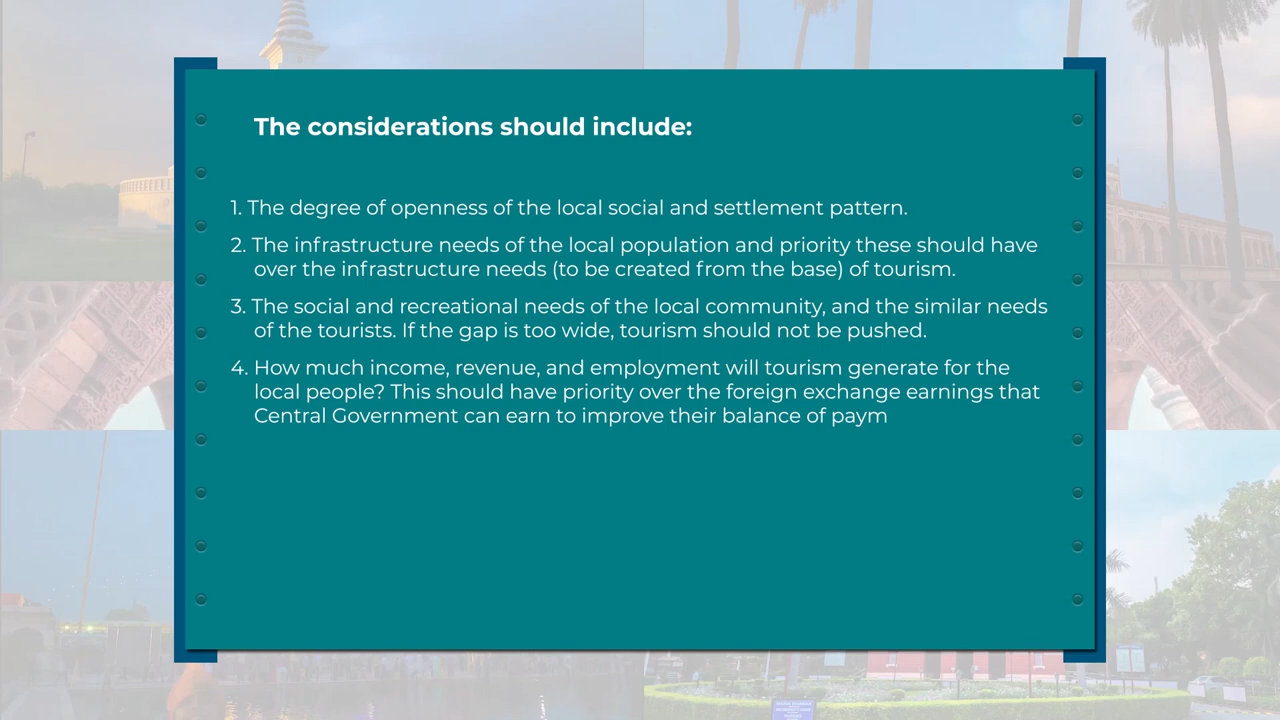 The considerations should include:
1. The degree of openness of the local social and settlement pattern.
2. The infrastructure needs of the local population and priority these should have
over the infrastructure needs (to be created from the base) of tourism.
3. The social and recreational needs of the local community, and the similar needs
of the tourists. If the gap is too wide, tourism should not be pushed.
4. How much income, revenue, and employment will tourism generate for the
local people? This should have priority over the foreign exchange earnings that
Central Government can earn to improve their balance of paym